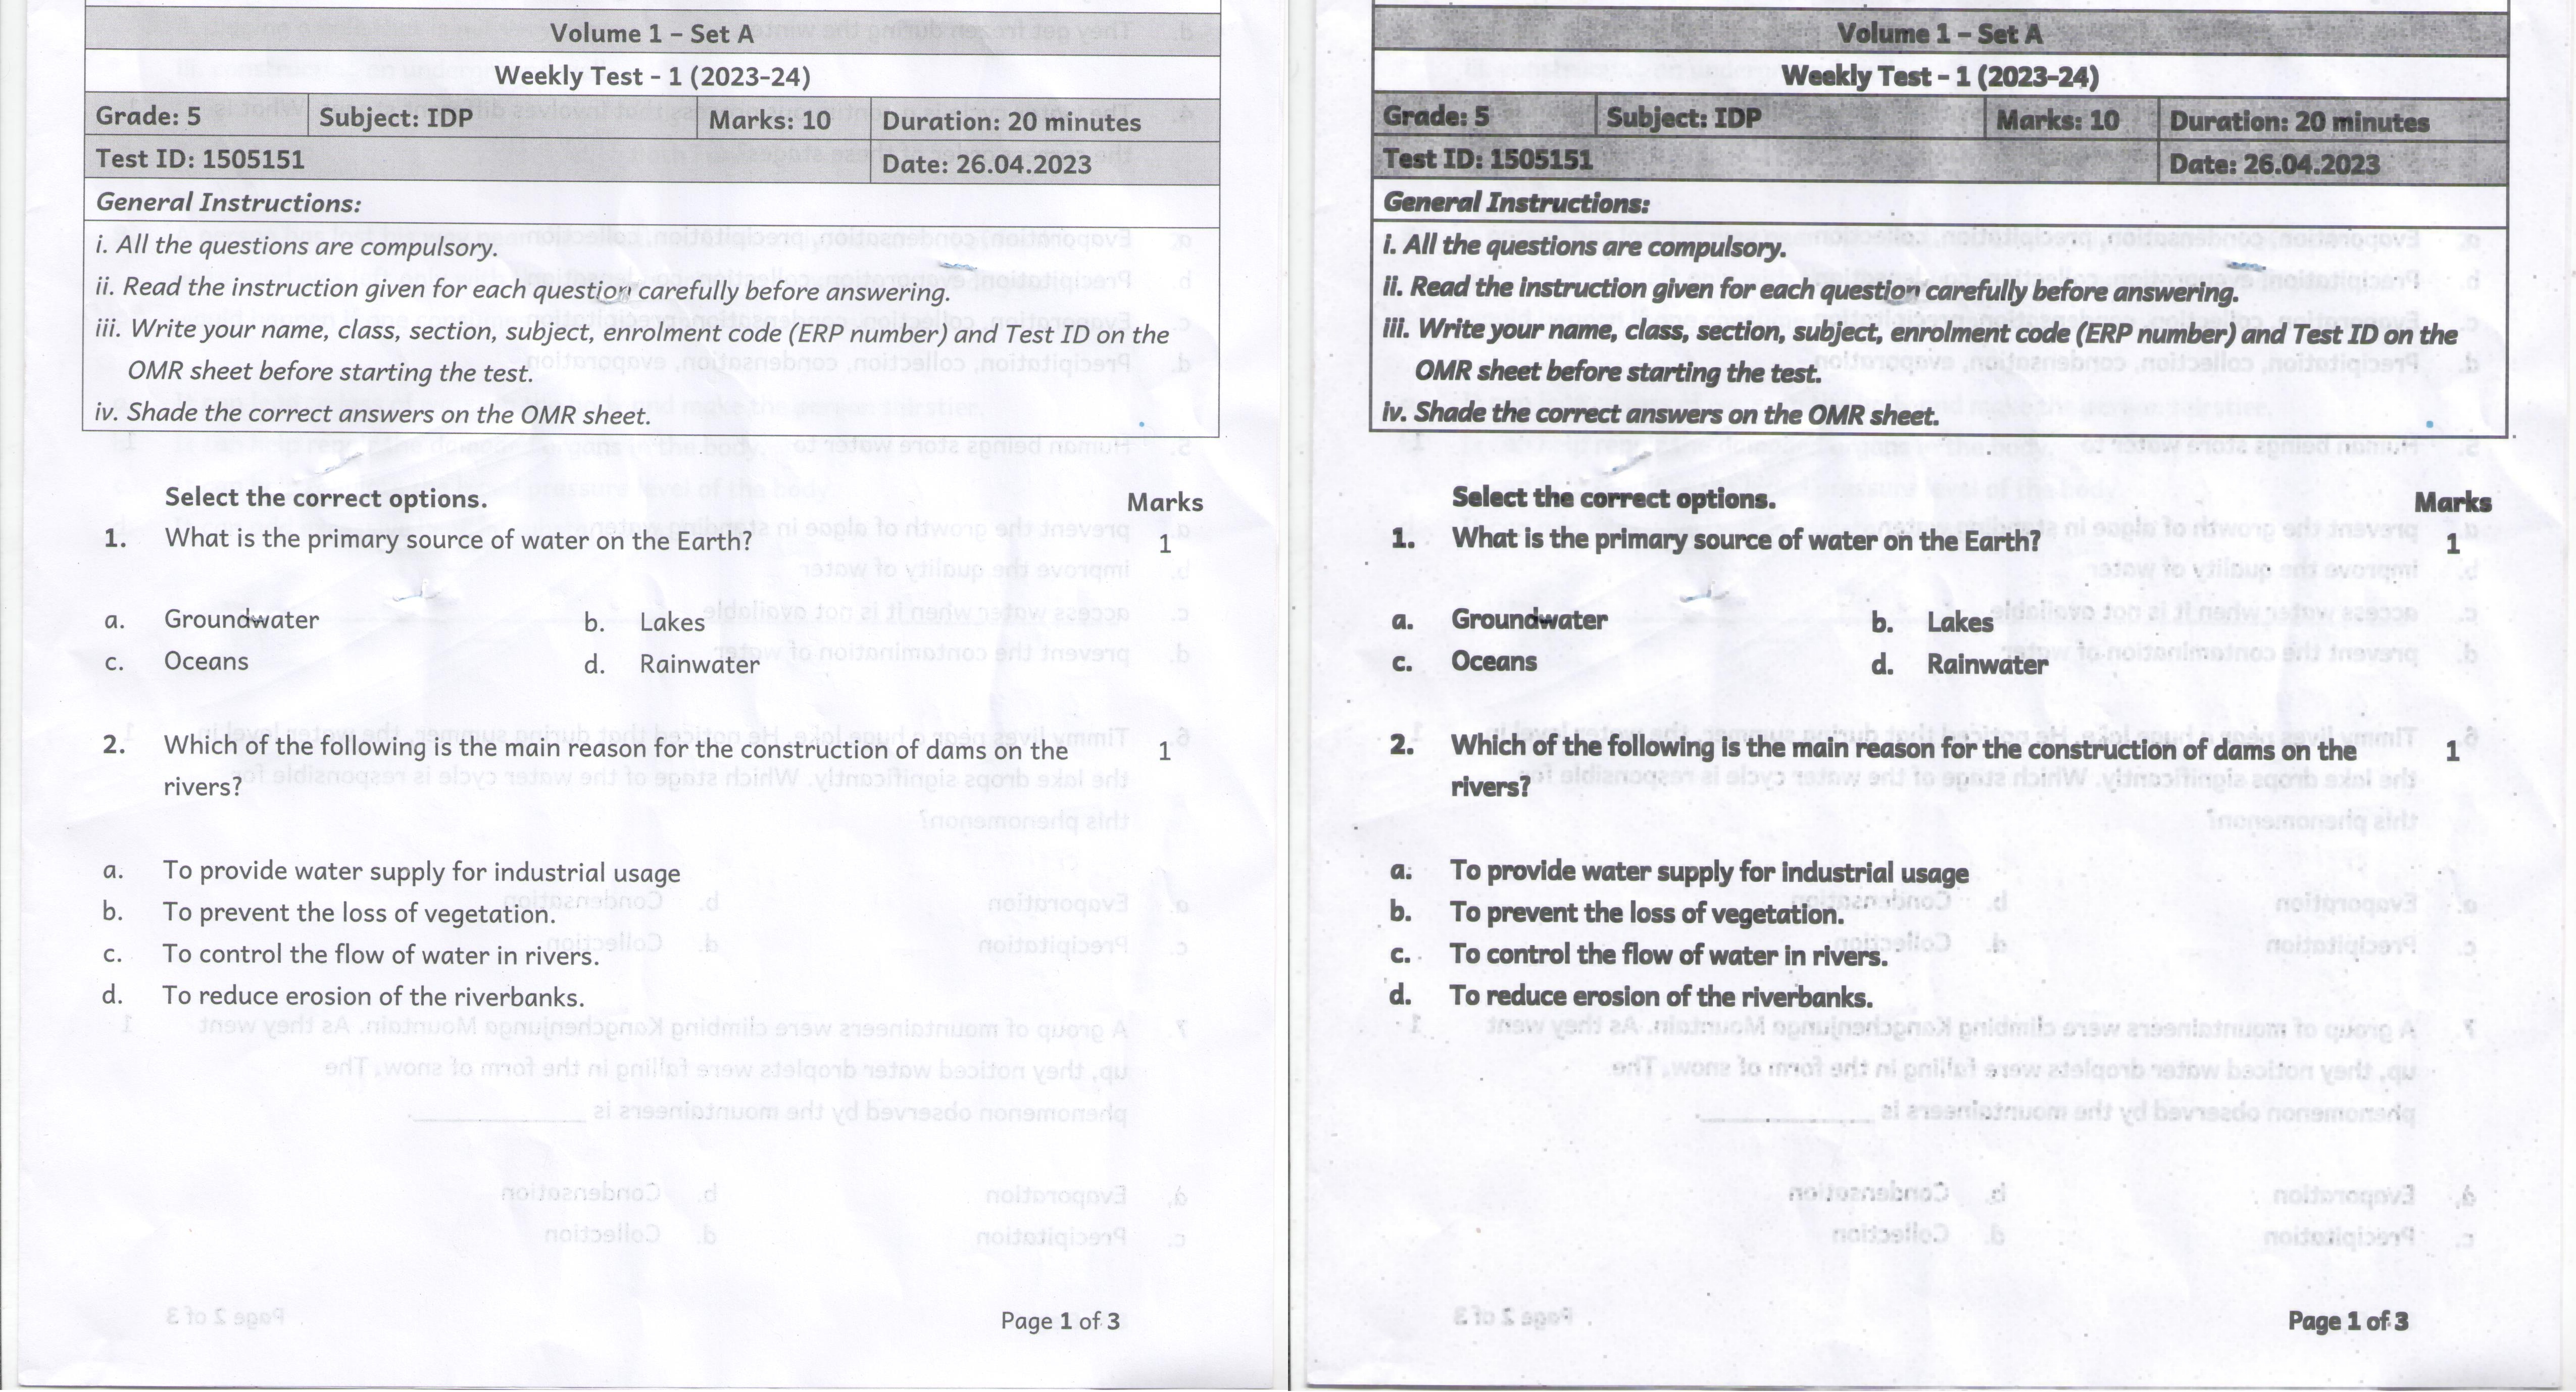 Volume 1 – Set A
Weekly Test - 1 (2023-24)
Grade: 5 Subject: IDP Marks: 10 Duration: 20 minutes
Test ID: 1505151 Date: 26.04.2023
General Instructions:
i. All the questions are compulsory.
ii. Read the instruction given for each question carefully before answering.
iii. Write your name, class, section, subject, enrolment code (ERP number) and Test ID on the
OMR sheet before starting the test.
iv. Shade the correct answers on the OMR sheet.
Select the correct options. Marks
1. What is the primary source of water on the Earth? 1
a. Groundwater b. Lakes
c. Oceans d. Rainwater
2. Which of the following is the main reason for the construction of dams on the 1
rivers?
a. To provide water supply for industrial usage
b. To prevent the loss of vegetation.
c. To control the flow of water in rivers.
d. To reduce erosion of the riverbanks.
Page 1 of 3
Volume 1 – Set A
Weekly Test - 1 (2023-24)
Grade: 5 Subject: IDP Marks: 10 Duration: 20 minutes
Test ID: 1505151 Date: 26.04.2023
General Instructions:
i. All the questions are compulsory.
ii. Read the instruction given for each question carefully before answering.
iii. Write your name, class, section, subject, enrolment code (ERP number) and Test ID on the
OMR sheet before starting the test.
iv. Shade the correct answers on the OMR sheet.
Select the correct options. Marks
1. What is the primary source of water on the Earth? 1
a. Groundwater b. Lakes
c. Oceans d. Rainwater
2. Which of the following is the main reason for the construction of dams on the 1
rivers?
a. To provide water supply for industrial usage
b. To prevent the loss of vegetation.
c. To control the flow of water in rivers.
d. To reduce erosion of the riverbanks.
Page 1 of 3